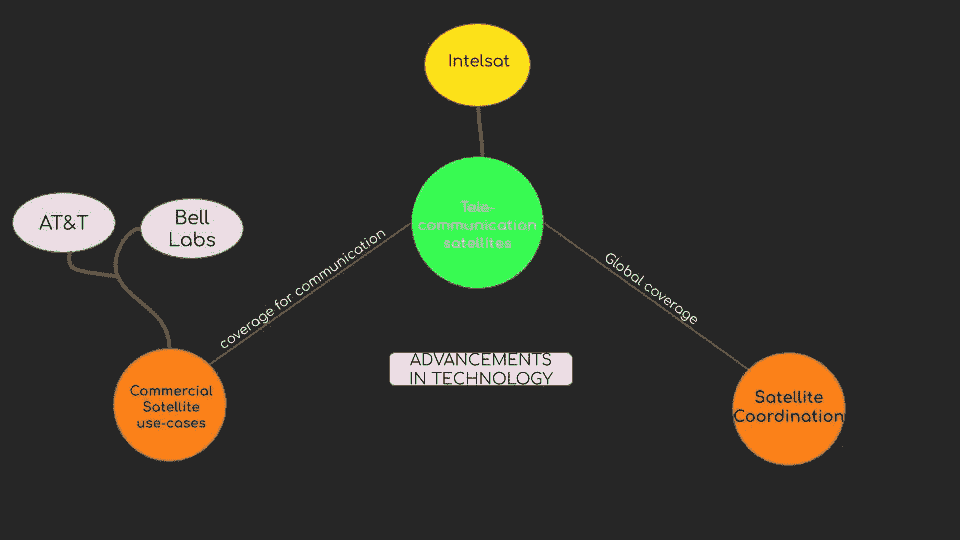 Intelsat
Tele-
communication
satellites
AT&T
Bell
Labs
coverage for communication
Global coverage
ADVANCEMENTS
IN TECHNOLOGY
Commercial
Satellite
use-cases
Satellite
Coordination